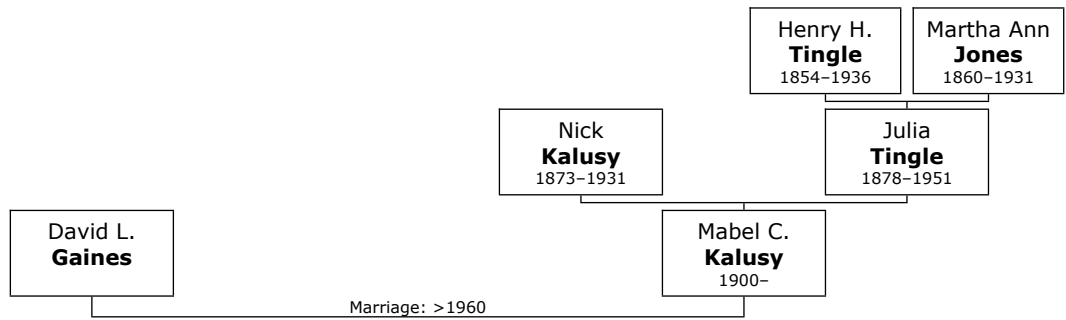 Henry H.
Tingle
1854–1936
Martha Ann
Jones
1860–1931
Nick
Kalusy
1873–1931
Julia
Tingle
1878–1951
David L.
Gaines
Mabel C.
Kalusy
1900–
Marriage: >1960